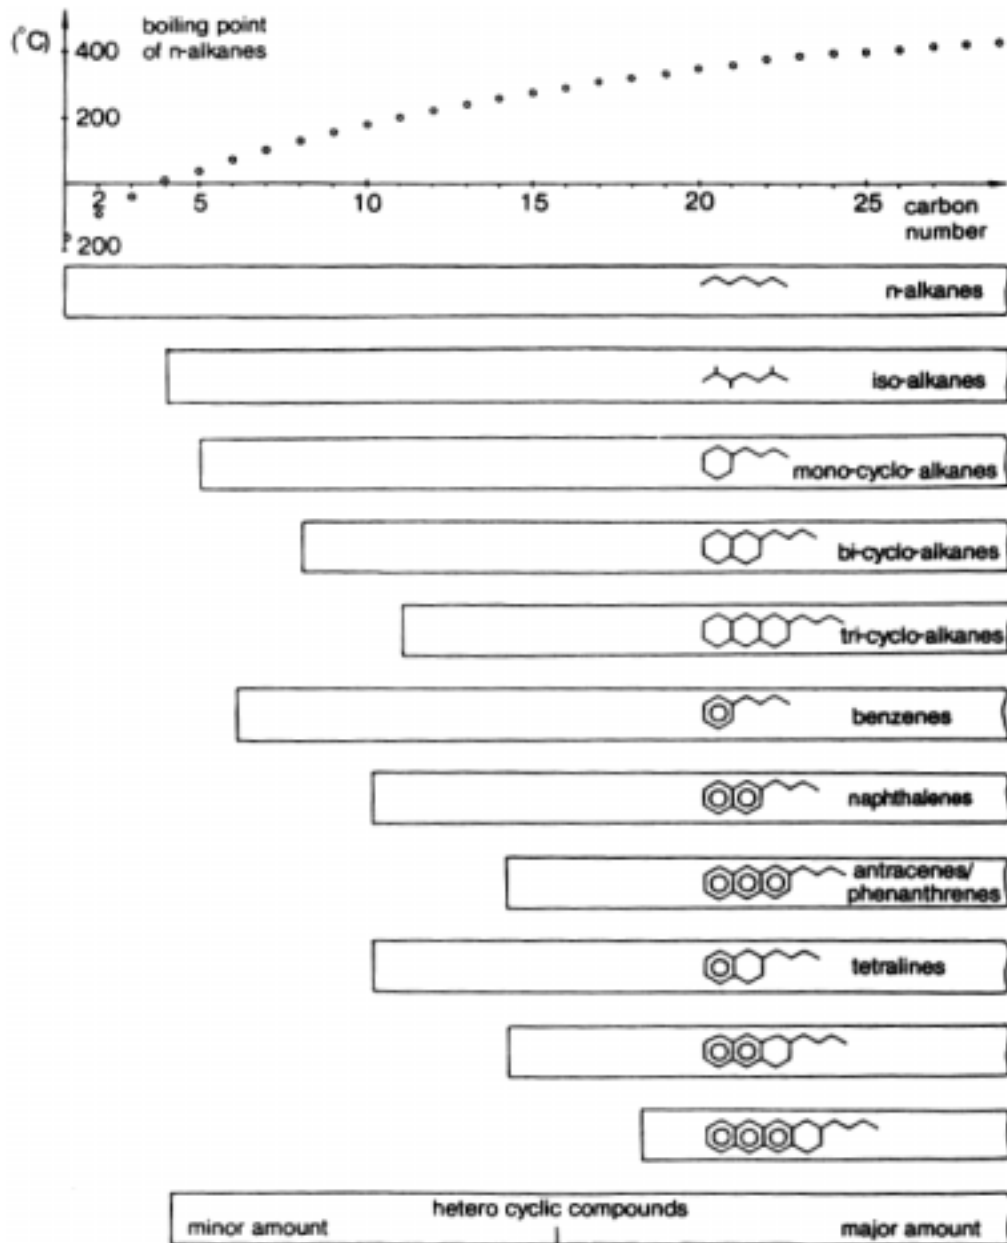 boiling point
of n-alkanes
(°C)
400
200
2 5 10 15 20 25 carbon
number
200
n-alkanes
iso-alkanes
mono-cyclo-alkanes
bi-cyclo-alkanes
tri-cyclo-alkanes
benzenes
naphthalenes
antracenes/
phenanthrenes
tetralines
hetero cyclic compounds
minor amount major amount